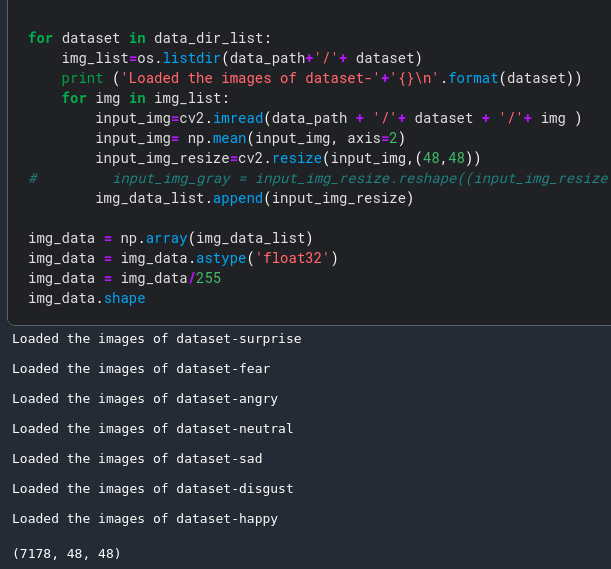 for dataset in data_dir_list:
    img_list=os.listdir(data_path+'/'+ dataset)
    print ('Loaded the images of dataset-'+'{}\n'.format(dataset))
    for img in img_list:
        input_img=cv2.imread(data_path + '/'+ dataset + '/'+ img )
        input_img= np.mean(input_img, axis=2)
        input_img_resize=cv2.resize(input_img,(48,48))
#         input_img_gray = input_img_resize.reshape((input_img_resize
        img_data_list.append(input_img_resize)
img_data = np.array(img_data_list)
img_data = img_data.astype('float32')
img_data = img_data/255
img_data.shape
Loaded the images of dataset-surprise
Loaded the images of dataset-fear
Loaded the images of dataset-angry
Loaded the images of dataset-neutral
Loaded the images of dataset-sad
Loaded the images of dataset-disgust
Loaded the images of dataset-happy
(7178, 48, 48)